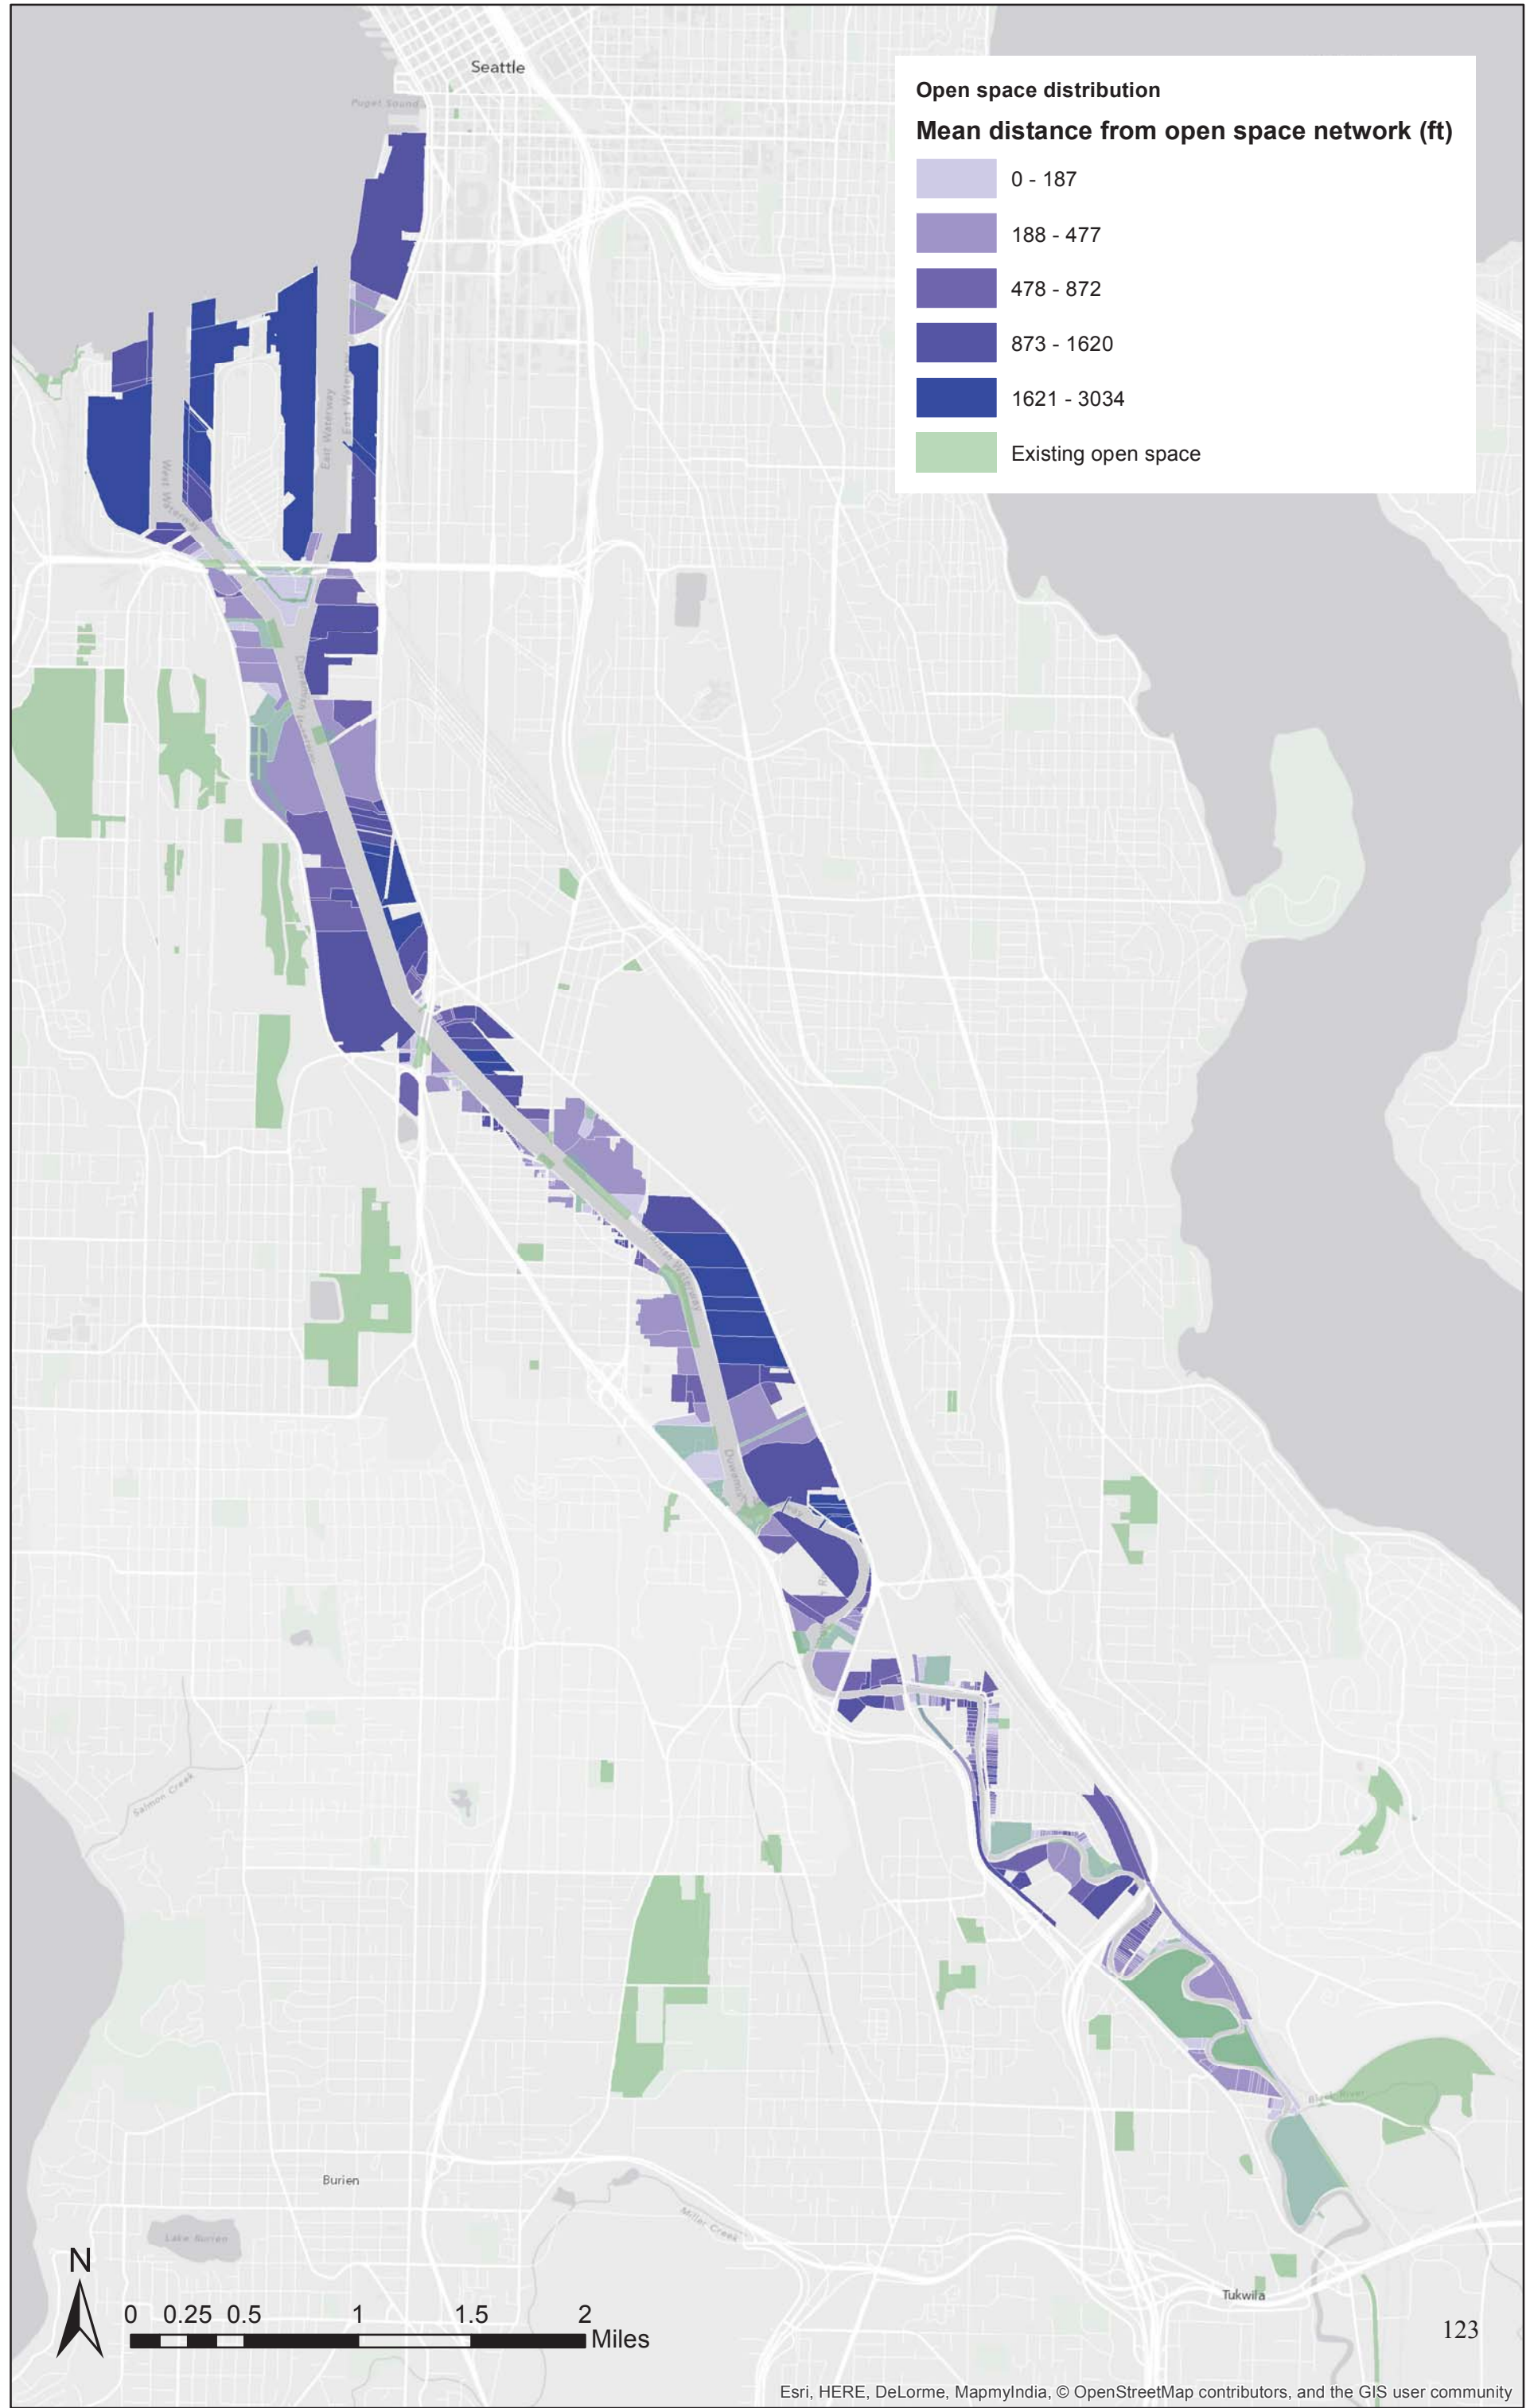 Seattle
Puget Sound
Open space distribution
Mean distance from open space network (ft)
0 - 187
188 - 477
478 - 872
873 - 1620
1621 - 3034
Existing open space
East Waterway
East Waterway
West Waterway
Duwamish Waterway
Salmon Creek
Black River
Burien
Miller Creek
Lake Burien
Tukwila
N
0 0.25 0.5 1 1.5 2
Miles
123
Esri, HERE, DeLorme, MapmyIndia, © OpenStreetMap contributors, and the GIS user community